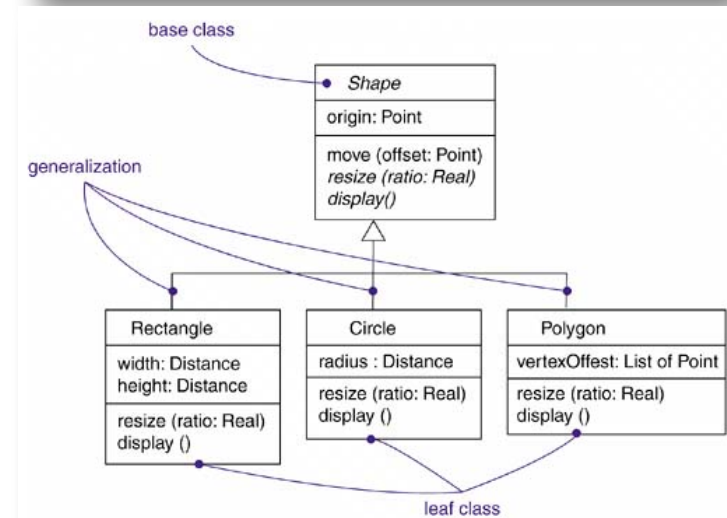 base class
Shape
origin: Point
move (offset: Point)
resize (ratio: Real)
display()
generalization
Rectangle
width: Distance
height: Distance
resize (ratio: Real)
display ()
Circle
radius : Distance
resize (ratio: Real)
display ()
Polygon
vertexOffest: List of Point
resize (ratio: Real)
display ()
leaf class